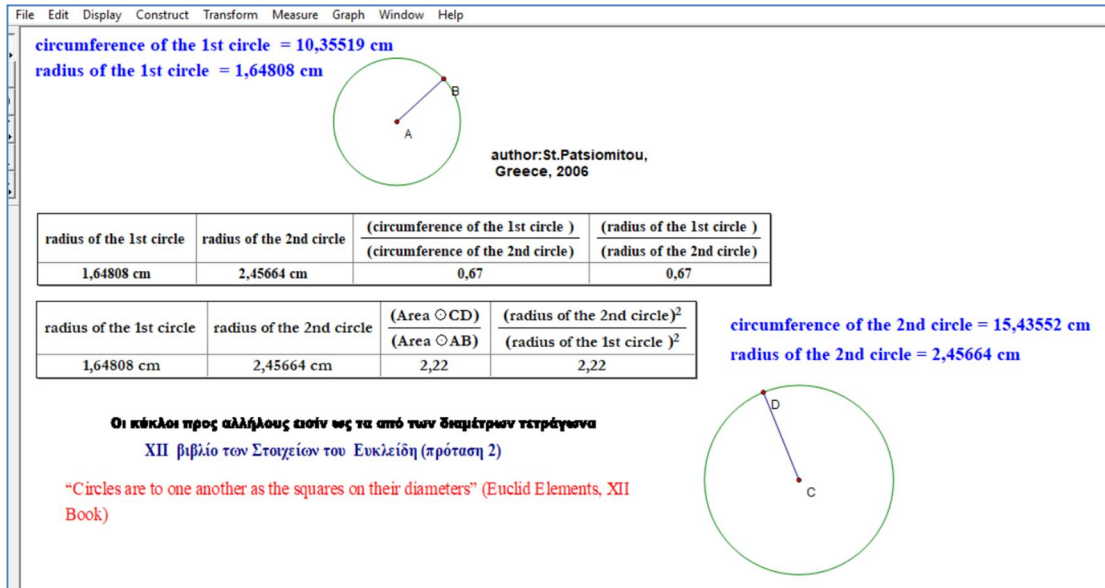 File Edit Display Construct Transform Measure Graph Window Help
circumference of the 1st circle = 10,35519 cm
radius of the 1st circle = 1,64808 cm
B
A
author:St.Patsiomitou,
Greece, 2006
radius of the 1st circle radius of the 2nd circle (circumference of the 1st circle ) / (circumference of the 2nd circle) (radius of the 1st circle ) / (radius of the 2nd circle)
1,64808 cm 2,45664 cm 0,67 0,67
radius of the 1st circle radius of the 2nd circle (Area ⊙CD) / (Area ⊙AB) (radius of the 2nd circle)² / (radius of the 1st circle )²
1,64808 cm 2,45664 cm 2,22 2,22
circumference of the 2nd circle = 15,43552 cm
radius of the 2nd circle = 2,45664 cm
D
C
Οι κύκλοι προς αλλήλους εισίν ως τα από των διαμέτρων τετράγωνα
XII βιβλίο των Στοιχείων του Ευκλείδη (πρόταση 2)
“Circles are to one another as the squares on their diameters” (Euclid Elements, XII
Book)